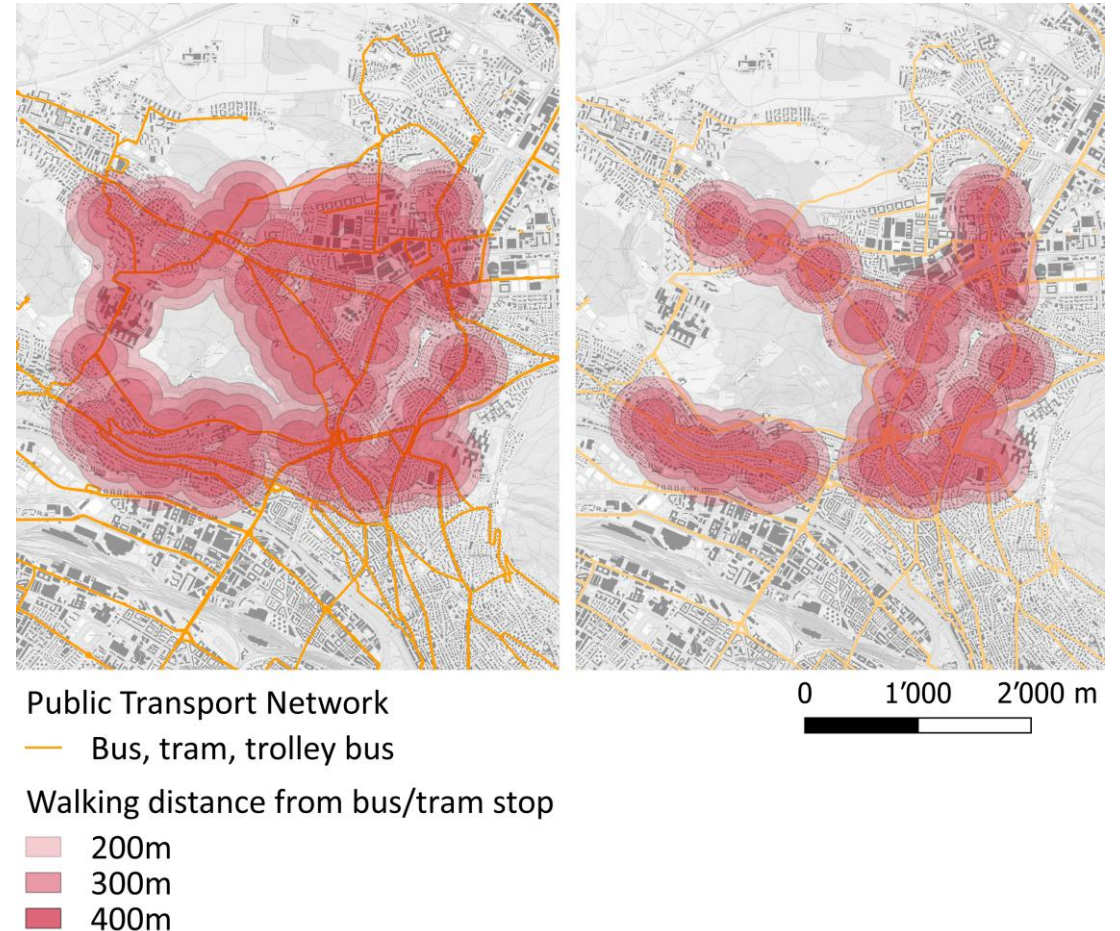 Public Transport Network
Bus, tram, trolley bus
0 1'000 2'000 m
Walking distance from bus/tram stop
200m
300m
400m